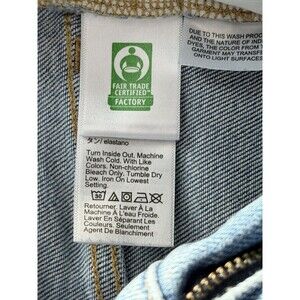 FAIR TRADE
CERTIFIED™
FACTORY
DUE TO THIS WASH PROC
AND THE NATURE OF IND
DYES, THE COLOR FROM
GARMENT MAY
ONTO LIGHT SURFACES
elastano
Turn Inside Out. Machine
Wash Cold. With Like
Colors. Non-chlorine
Bleach Only. Tumble Dry
Low. Iron On Lowest
Setting.
30
Retourner. Laver À La
Machine À L'eau Froide.
Laver En Séparant Les
Couleurs. Seulement
Agent De Blanchiment